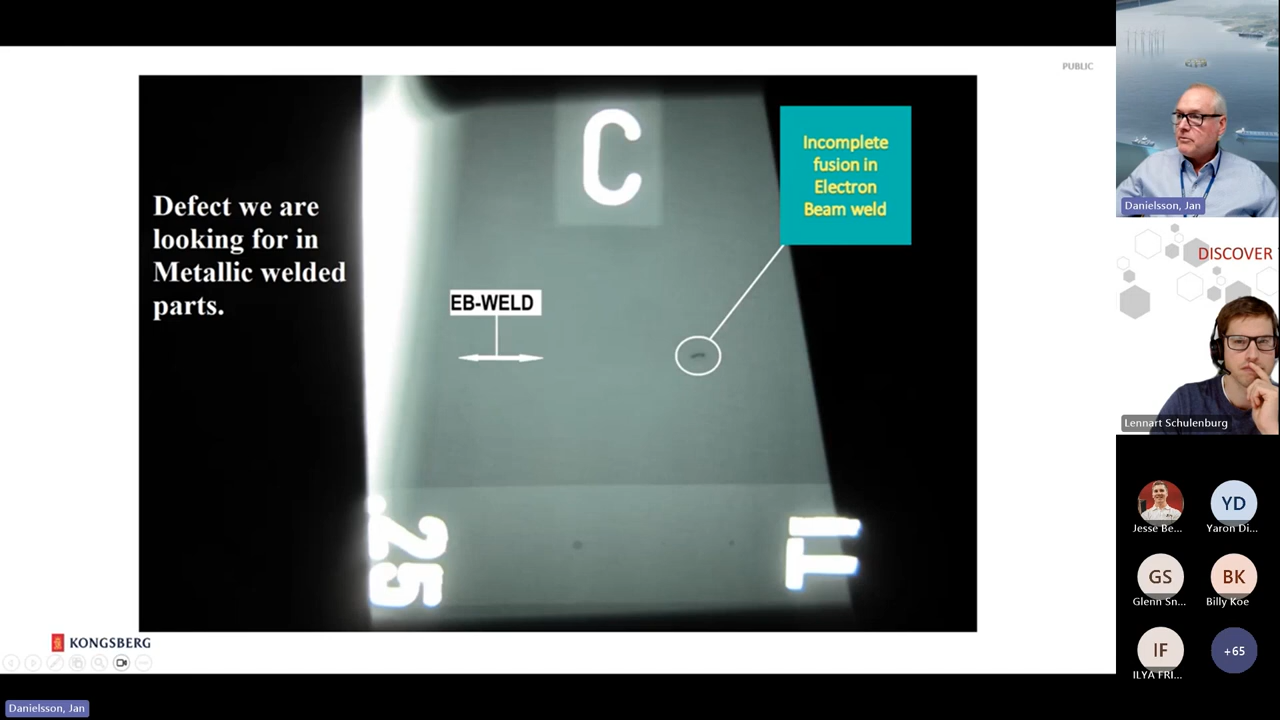 PUBLIC
Defect we are
looking for in
Metallic welded
parts.
C
Incomplete
fusion in
Electron
Beam weld
EB-WELD
.25
TI
KONGSBERG
Danielsson, Jan
Danielsson, Jan
DISCOVER
Lennart Schulenburg
Jesse Be...
YD
Yaron Di...
GS
Glenn Sn...
BK
Billy Koe
IF
ILYA FRI...
+65